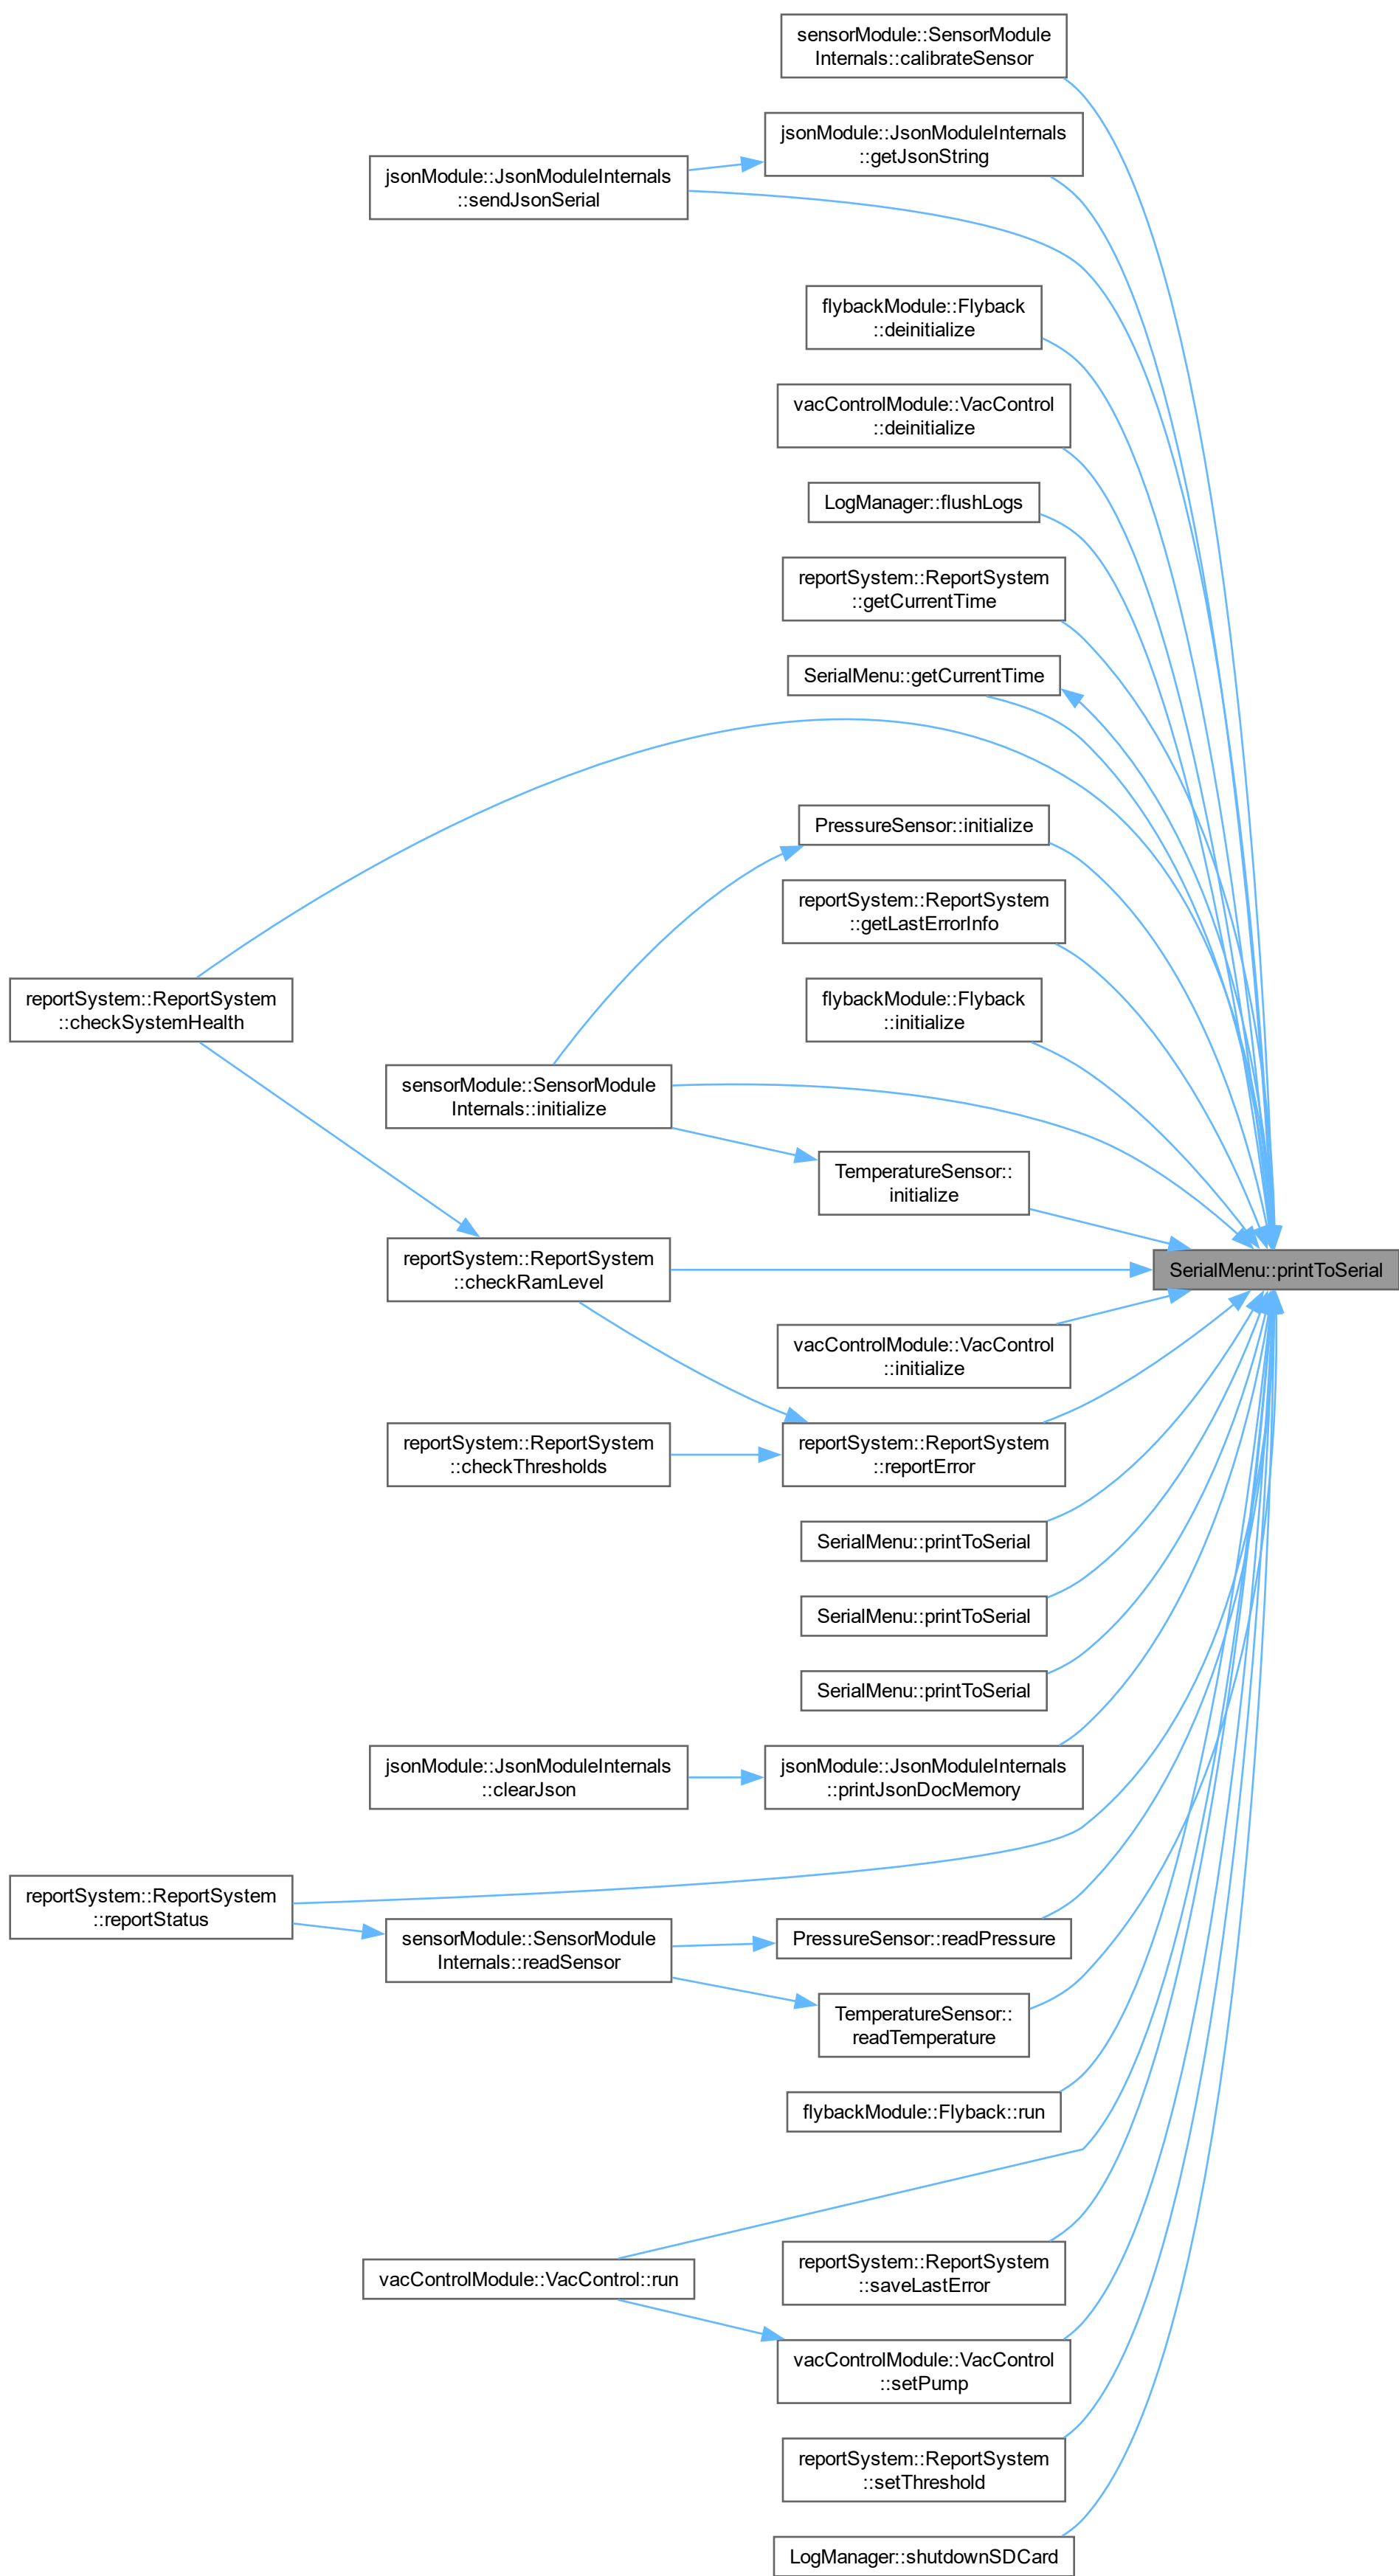 sensorModule::SensorModule
Internals::calibrateSensor
jsonModule::JsonModuleInternals
::getJsonString
jsonModule::JsonModuleInternals
::sendJsonSerial
flybackModule::Flyback
::deinitialize
vacControlModule::VacControl
::deinitialize
LogManager::flushLogs
reportSystem::ReportSystem
::getCurrentTime
SerialMenu::getCurrentTime
PressureSensor::initialize
reportSystem::ReportSystem
::getLastErrorInfo
reportSystem::ReportSystem
::checkSystemHealth
flybackModule::Flyback
::initialize
sensorModule::SensorModule
Internals::initialize
TemperatureSensor::
initialize
reportSystem::ReportSystem
::checkRamLevel
SerialMenu::printToSerial
vacControlModule::VacControl
::initialize
reportSystem::ReportSystem
::checkThresholds
reportSystem::ReportSystem
::reportError
SerialMenu::printToSerial
SerialMenu::printToSerial
SerialMenu::printToSerial
jsonModule::JsonModuleInternals
::clearJson
jsonModule::JsonModuleInternals
::printJsonDocMemory
reportSystem::ReportSystem
::reportStatus
sensorModule::SensorModule
Internals::readSensor
PressureSensor::readPressure
TemperatureSensor::
readTemperature
flybackModule::Flyback::run
reportSystem::ReportSystem
::saveLastError
vacControlModule::VacControl::run
vacControlModule::VacControl
::setPump
reportSystem::ReportSystem
::setThreshold
LogManager::shutdownSDCard